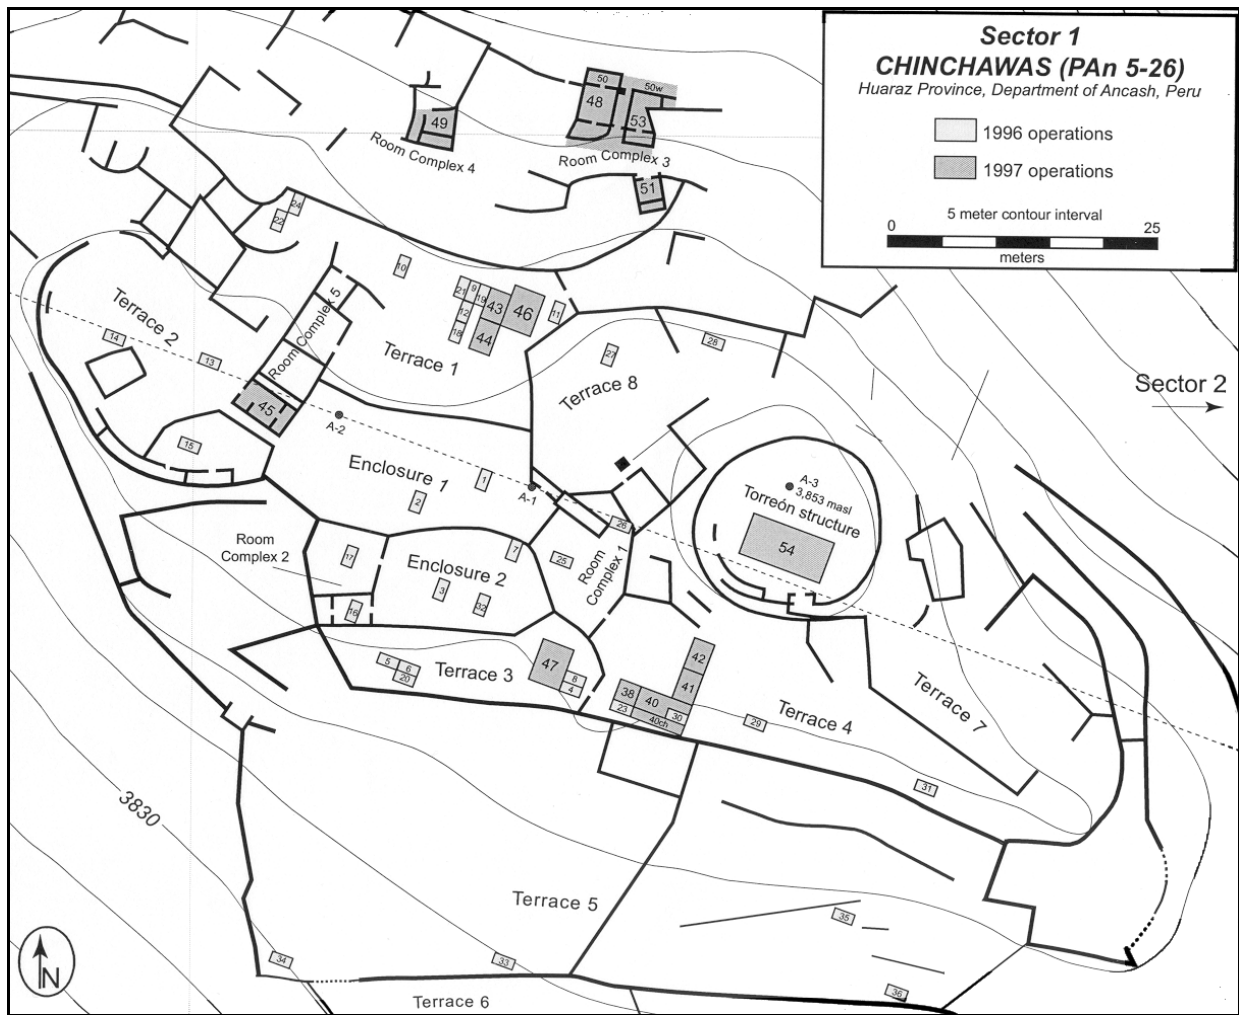 Sector 1
CHINCHAWAS (PAn 5-26)
Huaraz Province, Department of Ancash, Peru
1996 operations
1997 operations
5 meter contour interval
0
25
meters
50
50w
48
53
49
Room Complex 4
Room Complex 3
51
24
22
10
21
9
19
43
46
11
12
18
44
Terrace 1
Room Complex 5
Terrace 2
14
13
45
15
A-2
28
27
Terrace 8
Sector 2
Enclosure 1
1
2
A-1
A-3
3,853 masl
Torreón structure
54
26
25
Room
Complex 1
Room
Complex 2
17
7
Enclosure 2
3
32
16
5
6
20
Terrace 3
47
8
4
42
41
38
40
23
30
40ch
29
Terrace 4
Terrace 7
31
3830
Terrace 5
35
34
33
36
N
Terrace 6